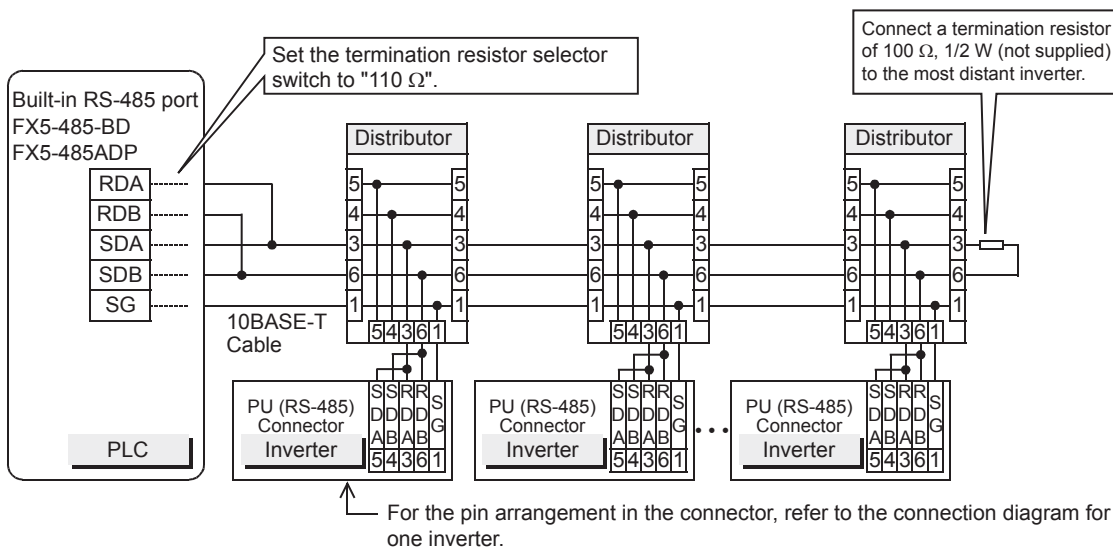 Set the termination resistor selector
switch to "110 Ω".
Connect a termination resistor
of 100 Ω, 1/2 W (not supplied)
to the most distant inverter.
Built-in RS-485 port
FX5-485-BD
FX5-485ADP
RDA
RDB
SDA
SDB
SG
PLC
10BASE-T
Cable
Distributor
5 5
4 4
3 3
6 6
1 1
5 4 3 6 1
Distributor
5 5
4 4
3 3
6 6
1 1
5 4 3 6 1
Distributor
5 5
4 4
3 3
6 6
1 1
5 4 3 6 1
PU (RS-485)
Connector
Inverter
SDA SDB RDA RDB SG
5 4 3 6 1
PU (RS-485)
Connector
Inverter
SDA SDB RDA RDB SG
5 4 3 6 1
PU (RS-485)
Connector
Inverter
SDA SDB RDA RDB SG
5 4 3 6 1
For the pin arrangement in the connector, refer to the connection diagram for
one inverter.